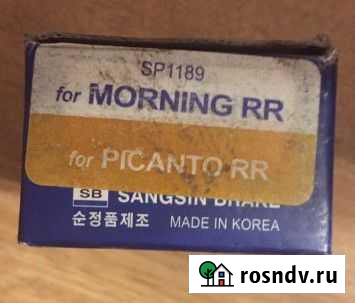 SP1189
for MORNING RR
for PICANTO RR
SB SANGSIN BRAKE
순정품제조 MADE IN KOREA
rosndv.ru